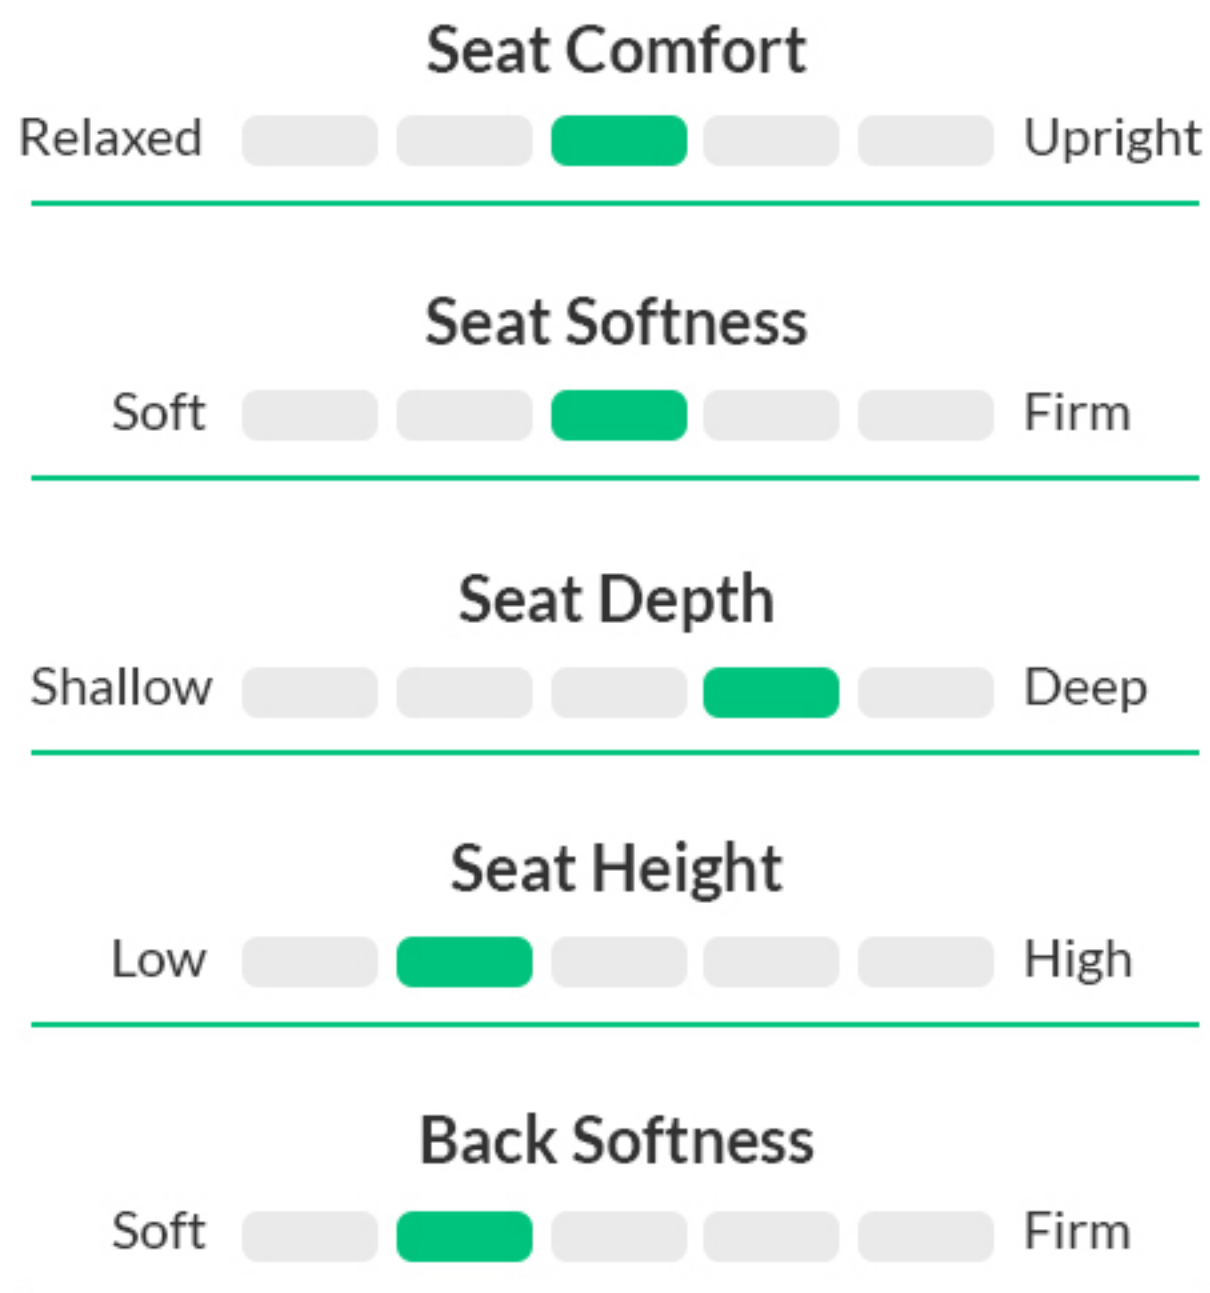 Seat Comfort
Relaxed Upright
Seat Softness
Soft Firm
Seat Depth
Shallow Deep
Seat Height
Low High
Back Softness
Soft Firm